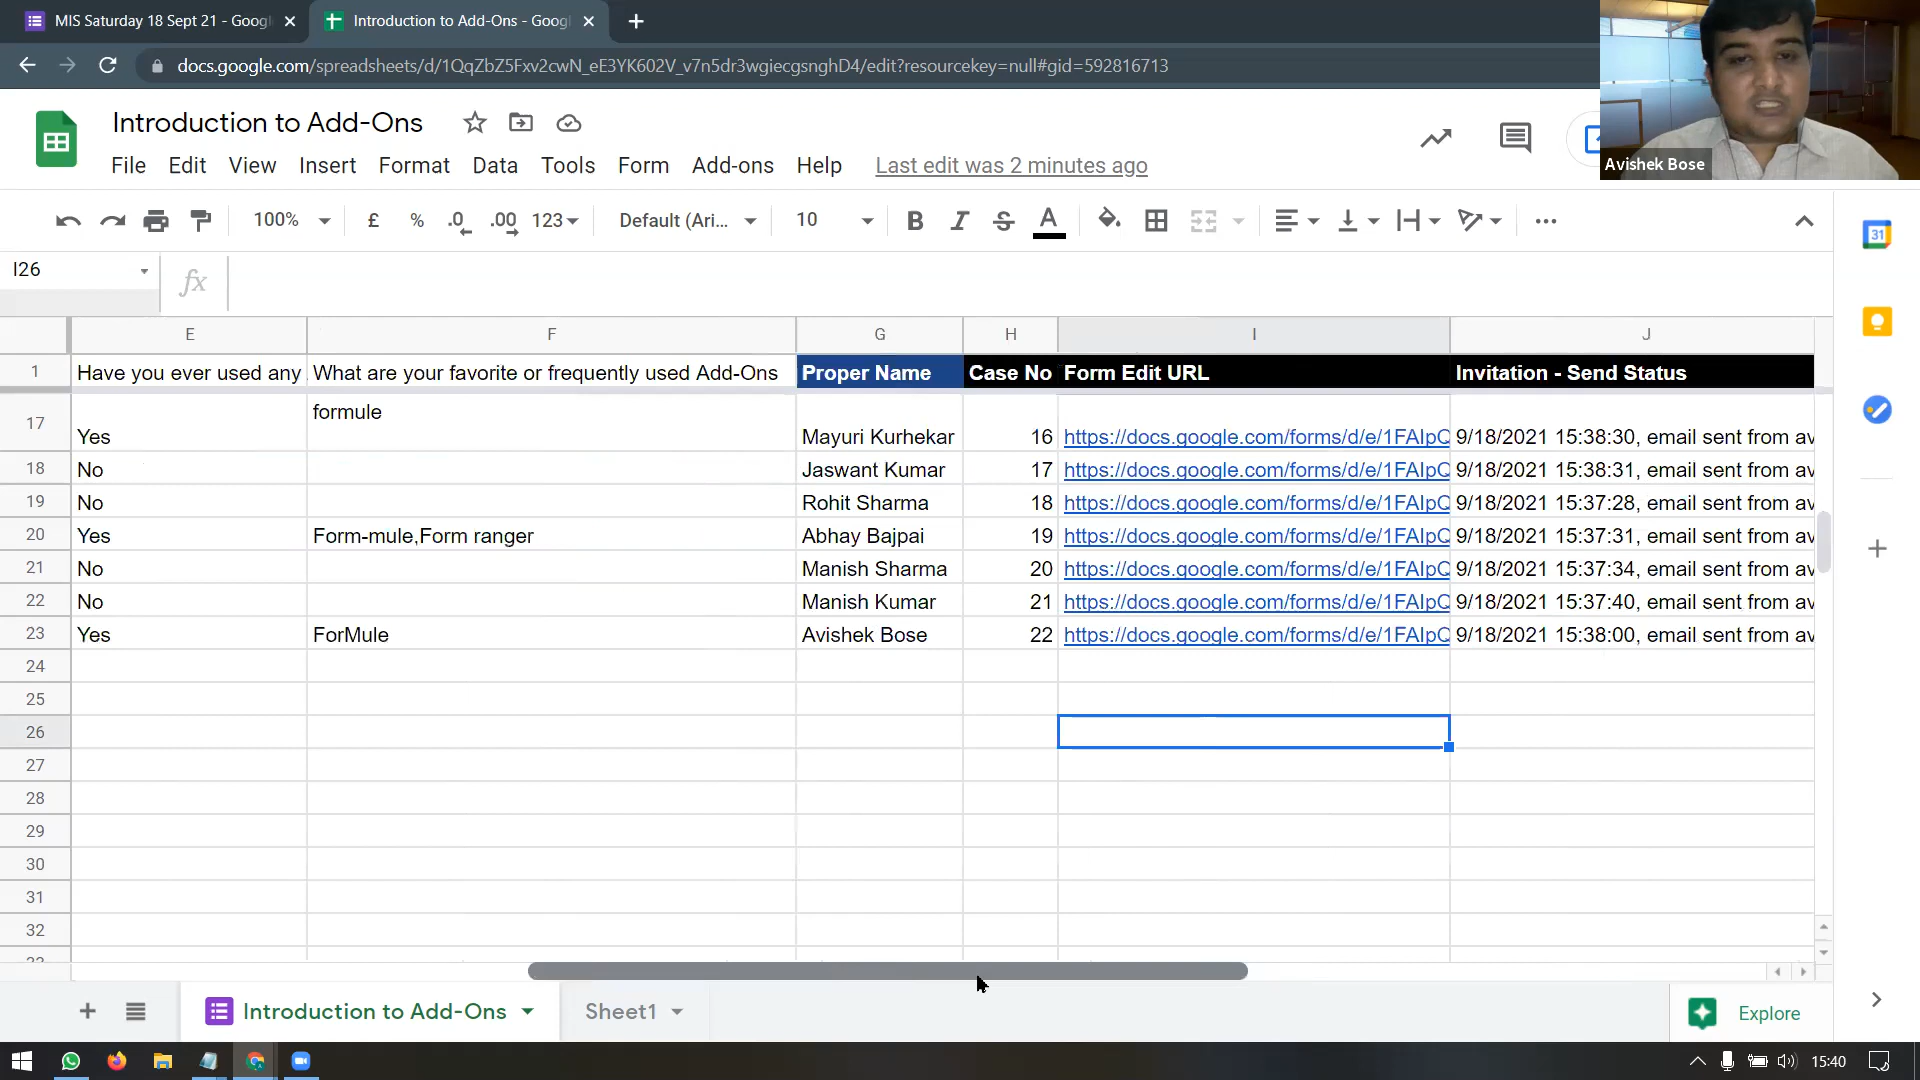 MIS Saturday 18 Sept 21 - Goog
Introduction to Add-Ons - Goog
docs.google.com/spreadsheets/d/1QqZbZ5Fxv2cwN_eE3YK602V_v7n5dr3wgiecgsnghD4/edit?resourcekey=null#gid=592816713
Introduction to Add-Ons
File Edit View Insert Format Data Tools Form Add-ons Help Last edit was 2 minutes ago
Avishek Bose
100% £ % .0 .00 123 Default (Ari... 10 B I S A
31
I26
fx
E F G H I J
1 Have you ever used any What are your favorite or frequently used Add-Ons Proper Name Case No Form Edit URL Invitation - Send Status
formule
17 Yes Mayuri Kurhekar 16 https://docs.google.com/forms/d/e/1FAIpQ 9/18/2021 15:38:30, email sent from av
18 No Jaswant Kumar 17 https://docs.google.com/forms/d/e/1FAIpQ 9/18/2021 15:38:31, email sent from av
19 No Rohit Sharma 18 https://docs.google.com/forms/d/e/1FAIpQ 9/18/2021 15:37:28, email sent from av
20 Yes Form-mule,Form ranger Abhay Bajpai 19 https://docs.google.com/forms/d/e/1FAIpQ 9/18/2021 15:37:31, email sent from av
21 No Manish Sharma 20 https://docs.google.com/forms/d/e/1FAIpQ 9/18/2021 15:37:34, email sent from av
22 No Manish Kumar 21 https://docs.google.com/forms/d/e/1FAIpQ 9/18/2021 15:37:40, email sent from av
23 Yes ForMule Avishek Bose 22 https://docs.google.com/forms/d/e/1FAIpQ 9/18/2021 15:38:00, email sent from av
24
25
26
27
28
29
30
31
32
33
Introduction to Add-Ons Sheet1 Explore
15:40